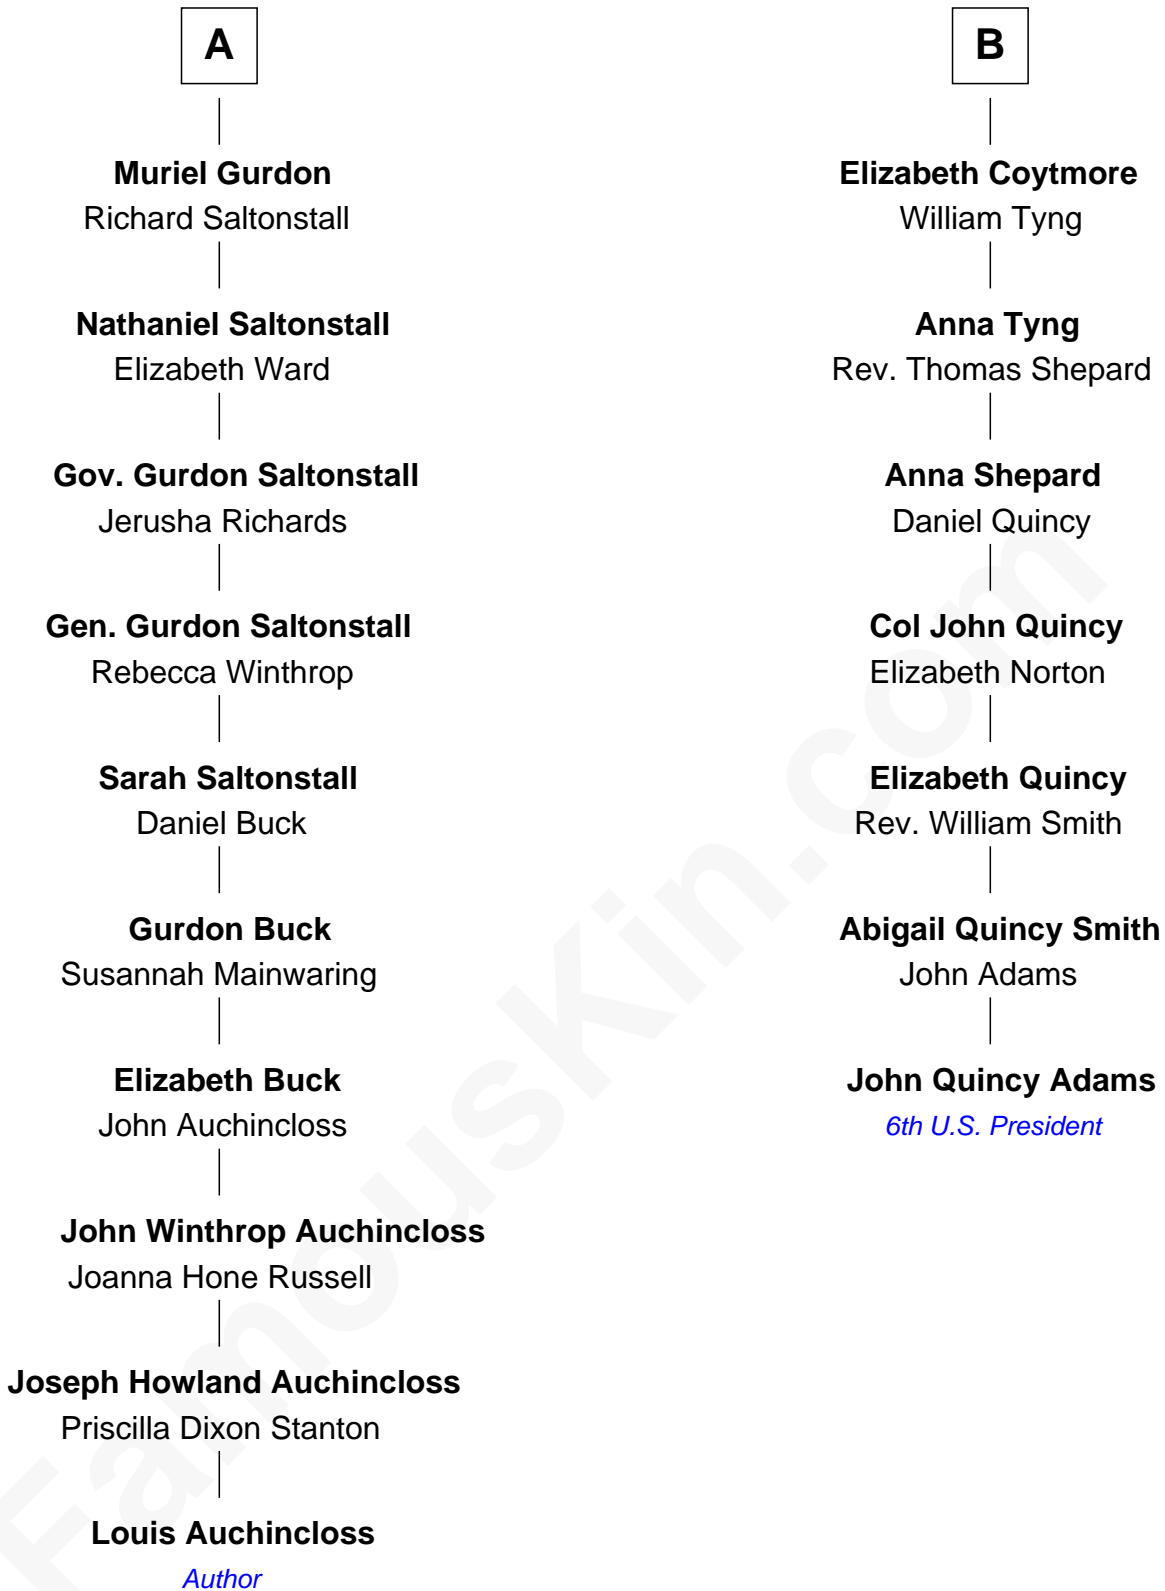 A
Muriel Gurdon
Richard Saltonstall
Nathaniel Saltonstall
Elizabeth Ward
Gov. Gurdon Saltonstall
Jerusha Richards
Gen. Gurdon Saltonstall
Rebecca Winthrop
Sarah Saltonstall
Daniel Buck
Gurdon Buck
Susannah Mainwaring
Elizabeth Buck
John Auchincloss
John Winthrop Auchincloss
Joanna Hone Russell
Joseph Howland Auchincloss
Priscilla Dixon Stanton
Louis Auchincloss
Author
B
Elizabeth Coytmore
William Tyng
Anna Tyng
Rev. Thomas Shepard
Anna Shepard
Daniel Quincy
Col John Quincy
Elizabeth Norton
Elizabeth Quincy
Rev. William Smith
Abigail Quincy Smith
John Adams
John Quincy Adams
6th U.S. President
FamousKin.com